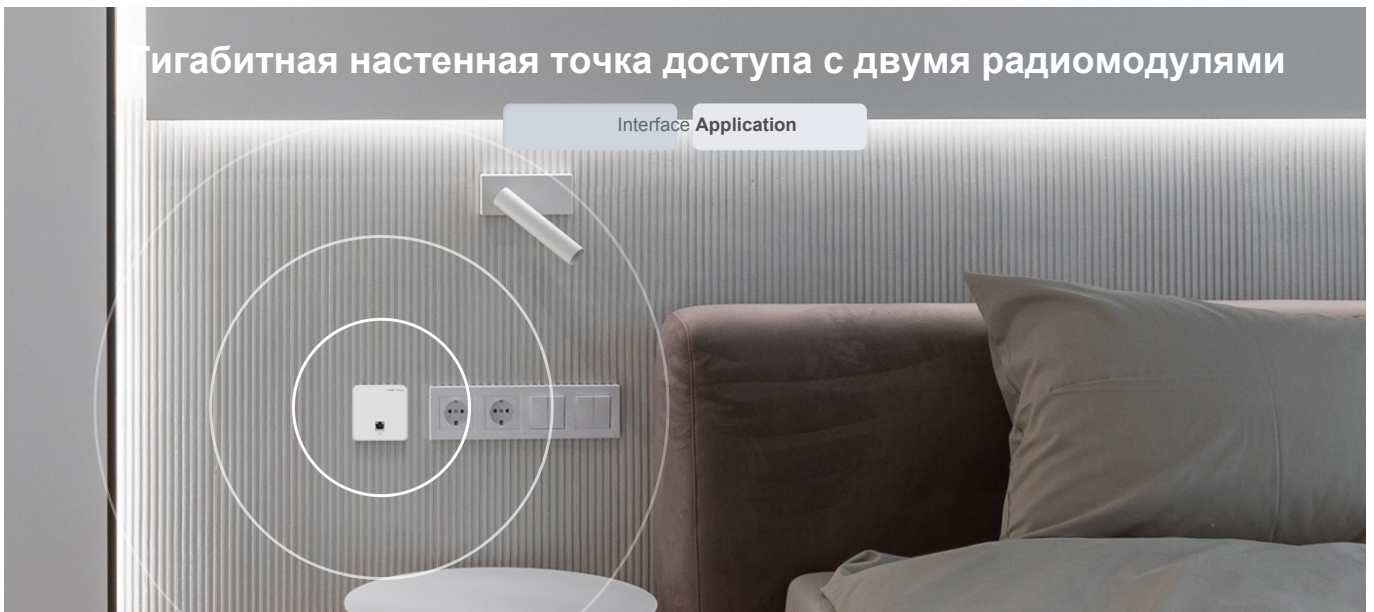 Гигабитная настенная точка доступа с двумя радиомодулями
Interface Application